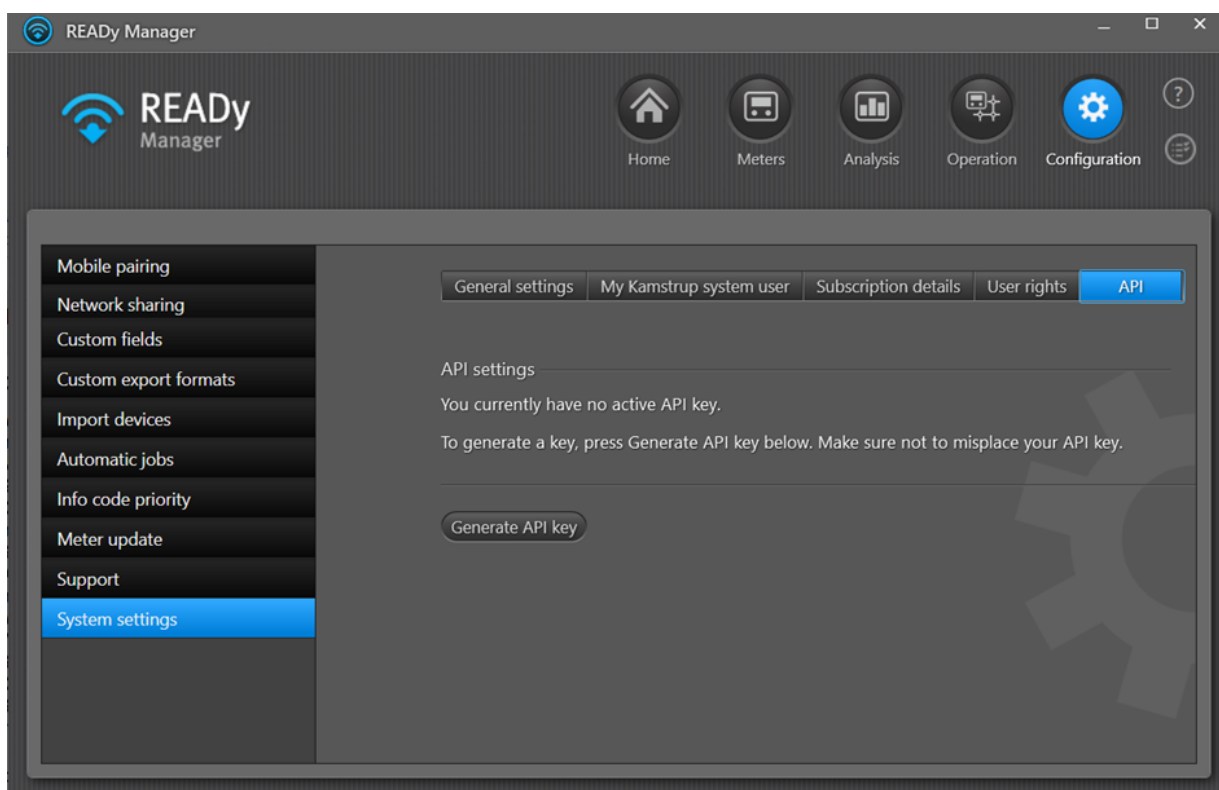 READy Manager
READy
Manager
Home
Meters
Analysis
Operation
Configuration
?
Mobile pairing
Network sharing
Custom fields
Custom export formats
Import devices
Automatic jobs
Info code priority
Meter update
Support
System settings
General settings
My Kamstrup system user
Subscription details
User rights
API
API settings
You currently have no active API key.
To generate a key, press Generate API key below. Make sure not to misplace your API key.
Generate API key